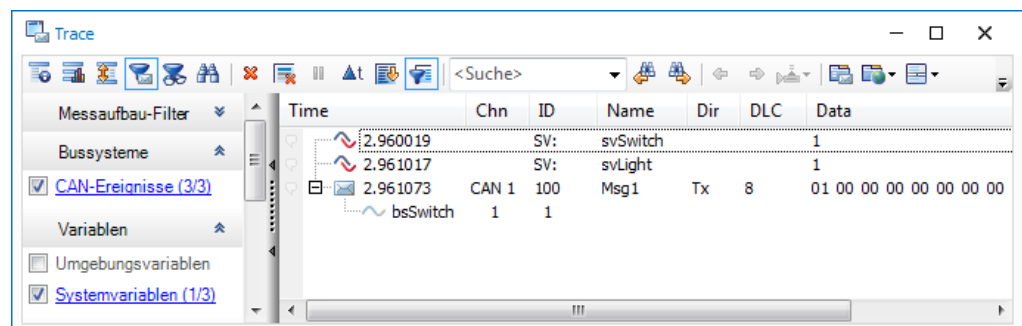 Trace
Δt <Suche>
Messaufbau-Filter
Bussysteme
CAN-Ereignisse (3/3)
Variablen
Umgebungsvariablen
Systemvariablen (1/3)
Time Chn ID Name Dir DLC Data
2.960019 SV: svSwitch 1
2.961017 SV: svLight 1
2.961073 CAN 1 100 Msg1 Tx 8 01 00 00 00 00 00 00 00
bsSwitch 1 1